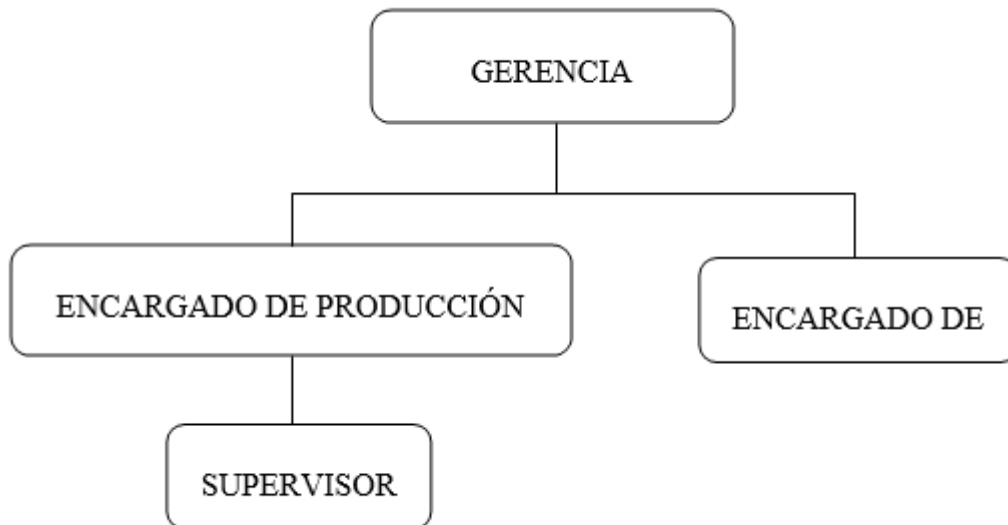 GERENCIA
ENCARGADO DE PRODUCCIÓN
ENCARGADO DE
SUPERVISOR